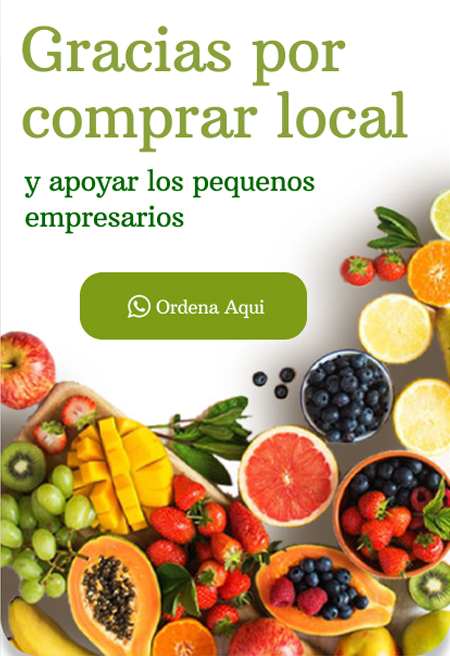 Gracias por
comprar local
y apoyar los pequenos
empresarios
Ordena Aqui